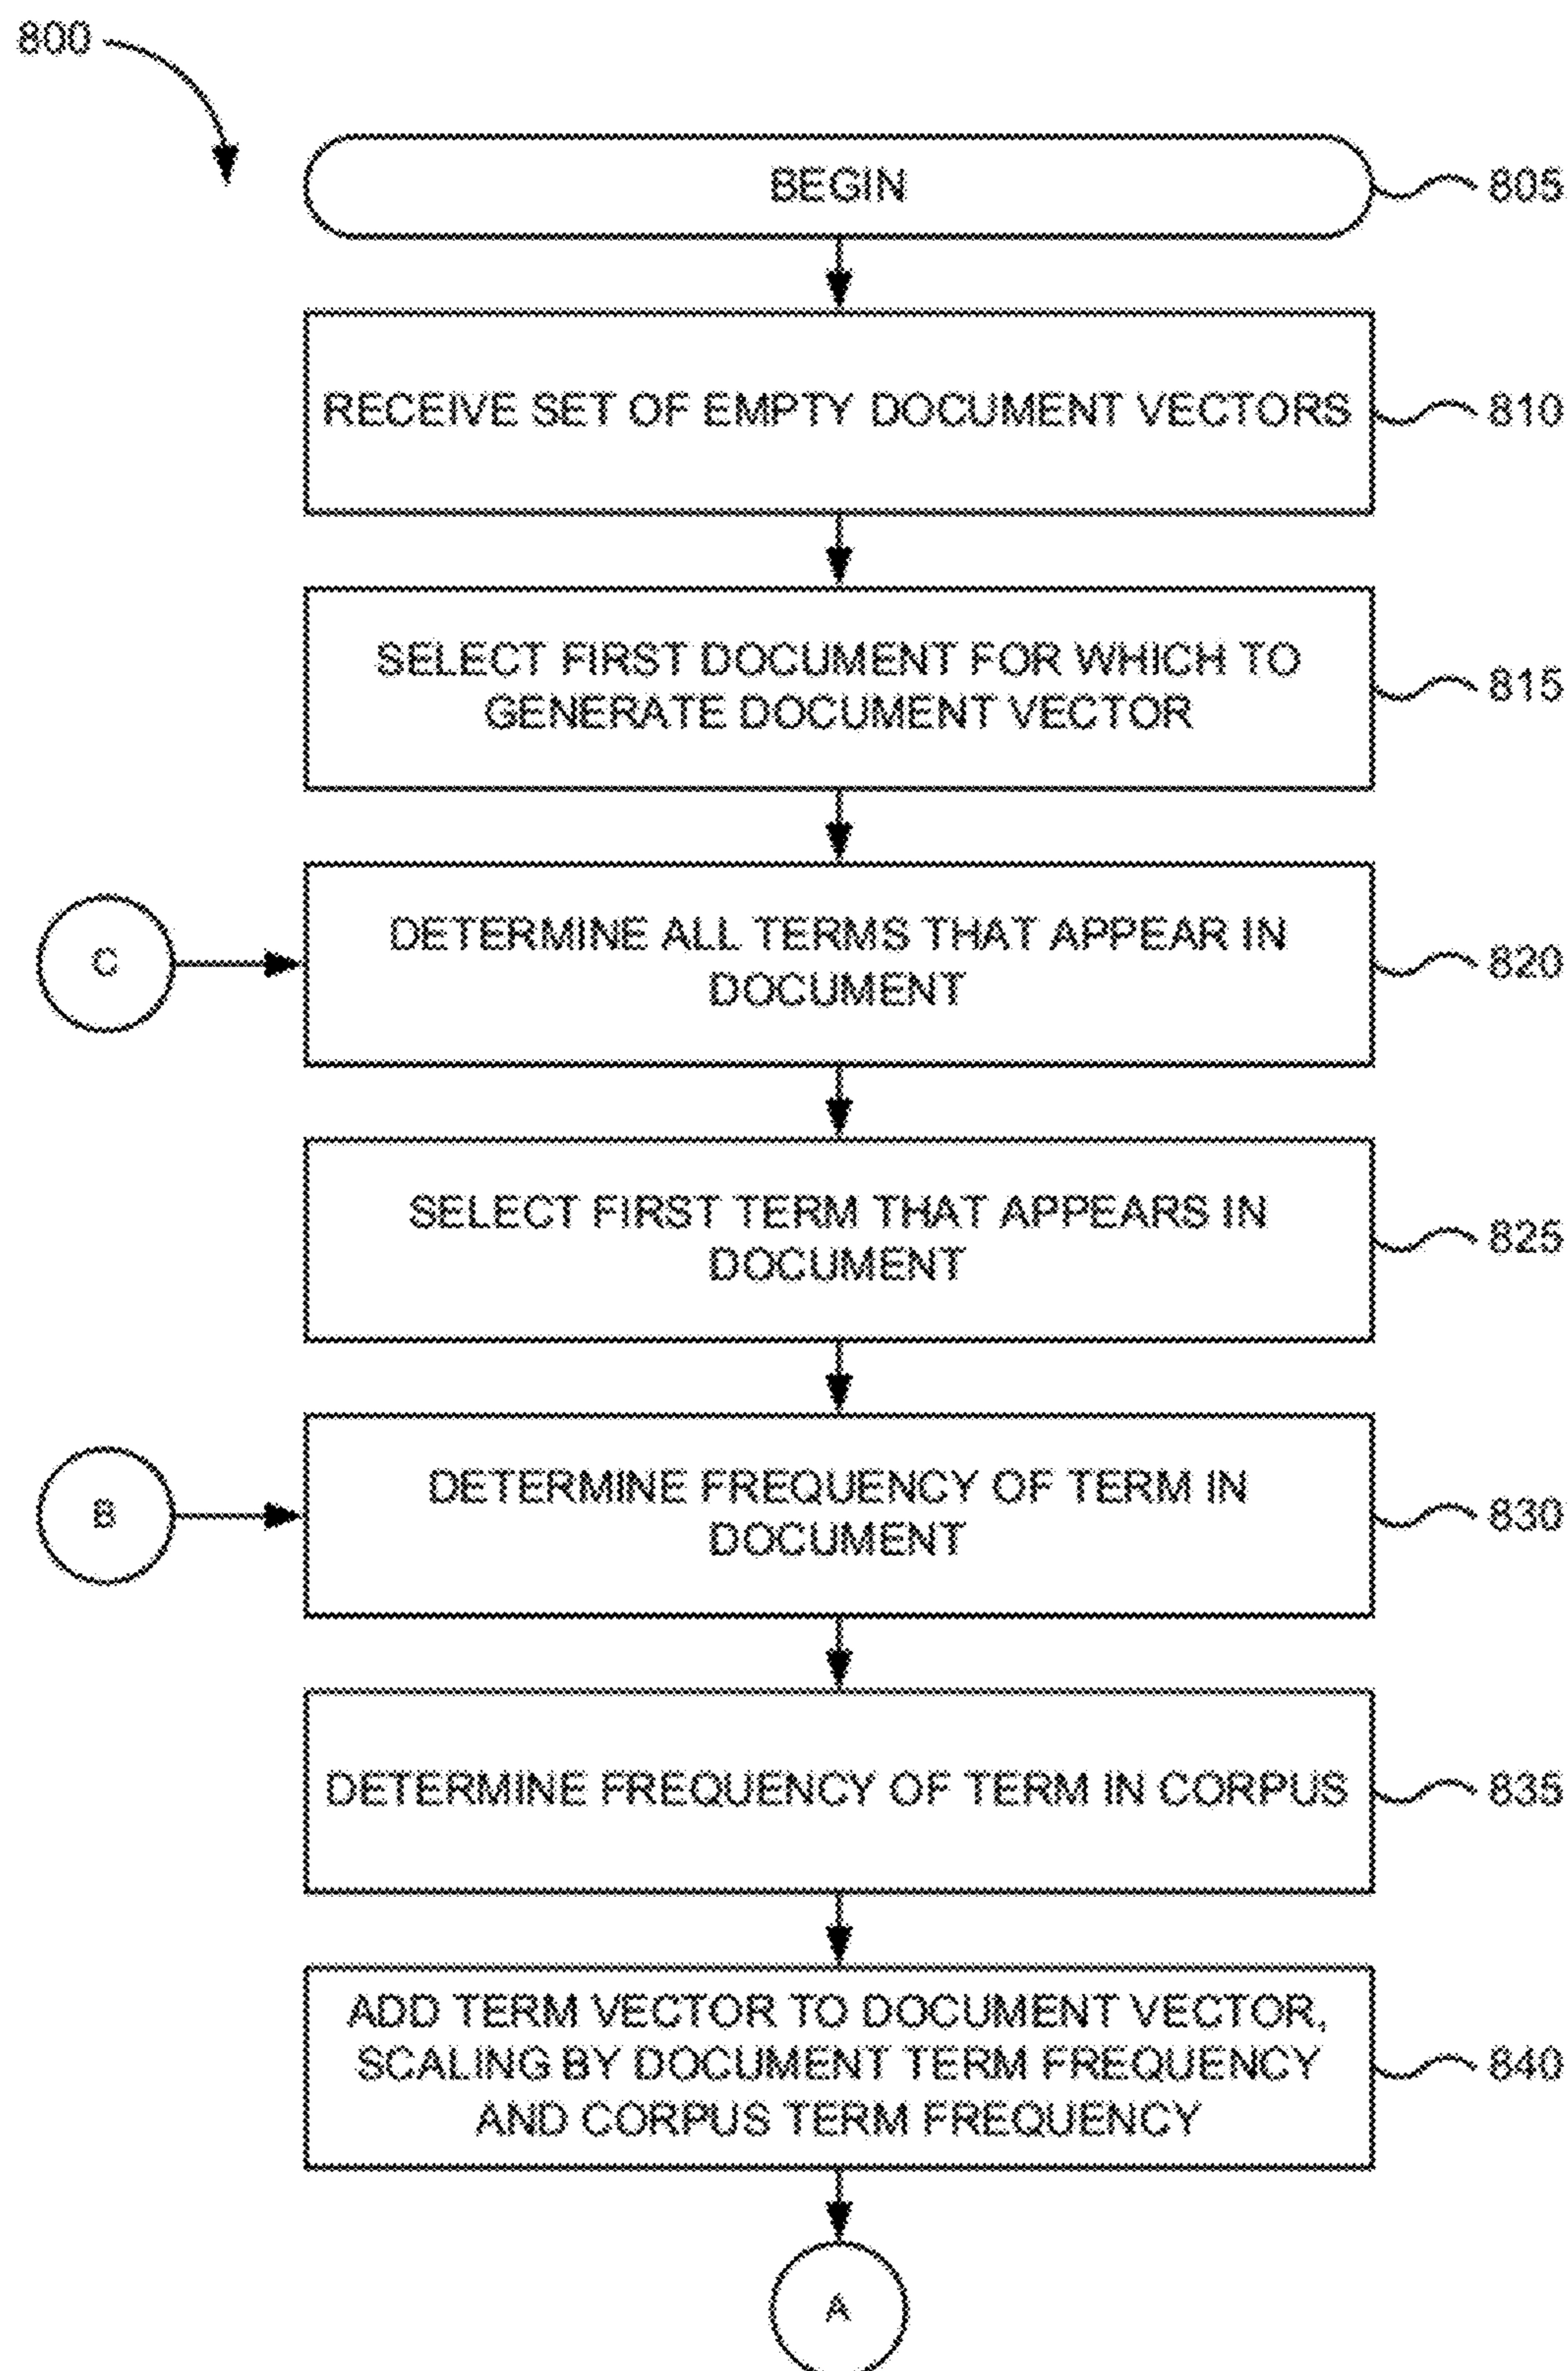 800
BEGIN
805
RECEIVE SET OF EMPTY DOCUMENT VECTORS
810
SELECT FIRST DOCUMENT FOR WHICH TO
GENERATE DOCUMENT VECTOR
815
DETERMINE ALL TERMS THAT APPEAR IN
DOCUMENT
C
820
SELECT FIRST TERM THAT APPEARS IN
DOCUMENT
825
DETERMINE FREQUENCY OF TERM IN
DOCUMENT
B
830
DETERMINE FREQUENCY OF TERM IN CORPUS
835
ADD TERM VECTOR TO DOCUMENT VECTOR,
SCALING BY DOCUMENT TERM FREQUENCY
AND CORPUS TERM FREQUENCY
840
A